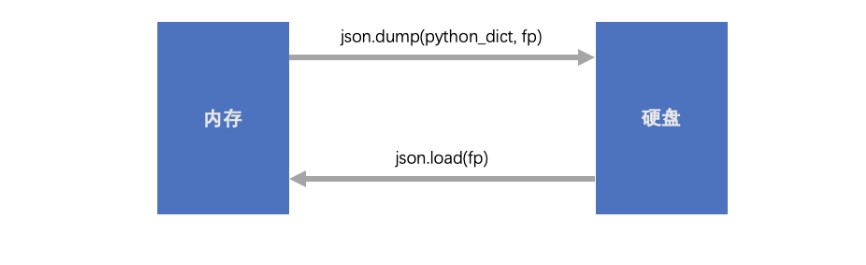 json.dump(python_dict, fp)
内存
硬盘
json.load(fp)